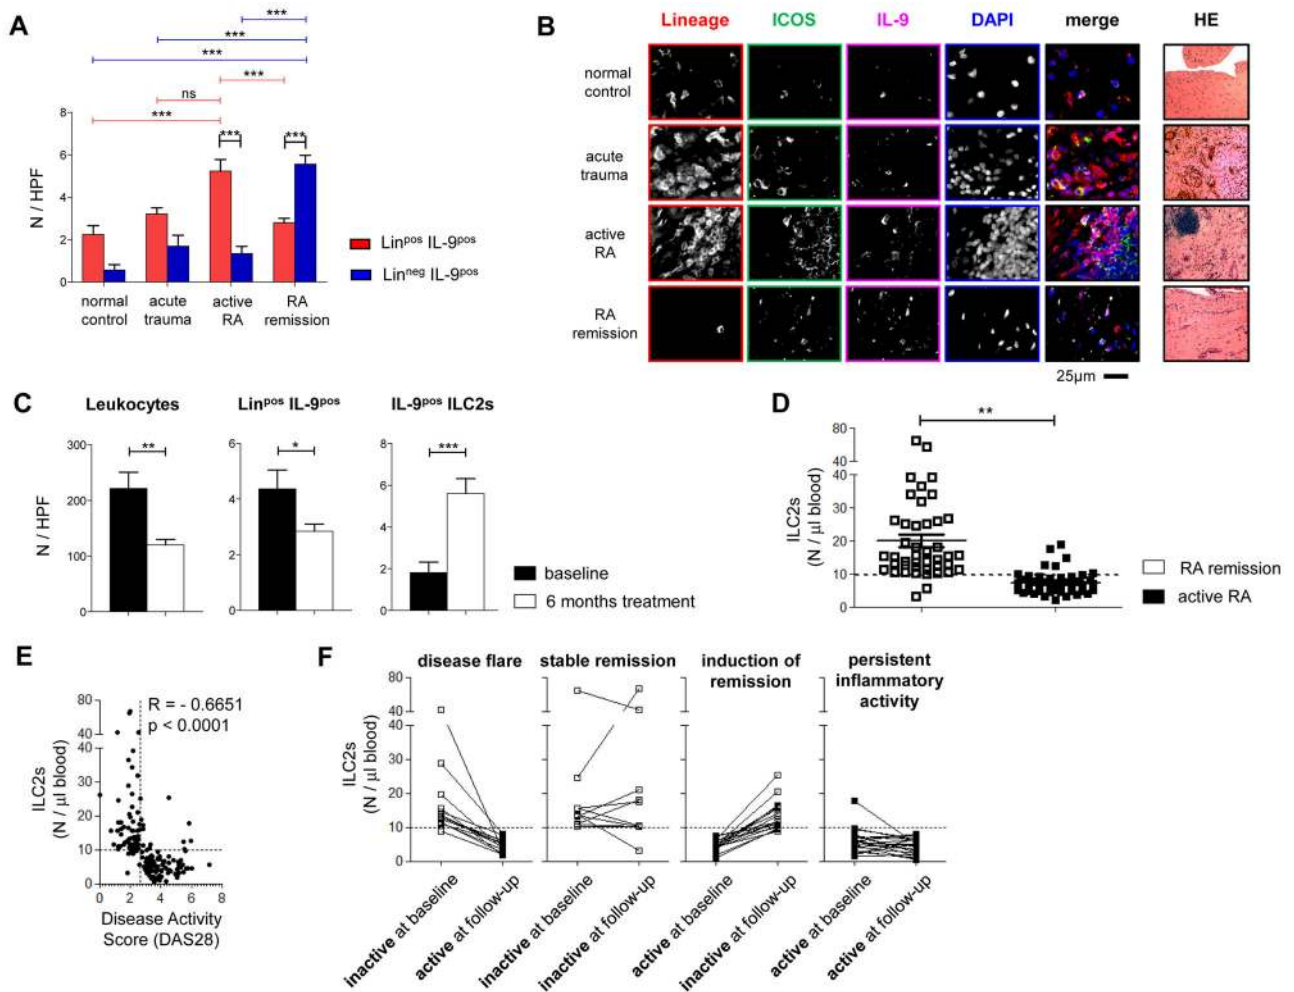 A
***
***
***
***
ns
***
***
***
8
6
4
2
0
N / HPF
normal control
acute trauma
active RA
RA remission
Linpos IL-9pos
Linneg IL-9pos
B
Lineage ICOS IL-9 DAPI merge HE
normal control
acute trauma
active RA
RA remission
25µm
C
Leukocytes
Linpos IL-9pos
IL-9pos ILC2s
N / HPF
300
200
100
0
**
6
4
2
0
*
8
6
4
2
0
***
baseline
6 months treatment
D
**
80
40
40
30
20
10
0
ILC2s
(N / µl blood)
RA remission
active RA
E
R = - 0.6651
p < 0.0001
80
40
40
30
20
10
0
ILC2s
(N / µl blood)
0 2 4 6 8
Disease Activity
Score (DAS28)
F
disease flare
stable remission
induction of
remission
persistent
inflammatory
activity
80
40
40
30
20
10
0
ILC2s
(N / µl blood)
inactive at baseline
active at follow-up
inactive at baseline
inactive at follow-up
active at baseline
inactive at follow-up
active at baseline
active at follow-up